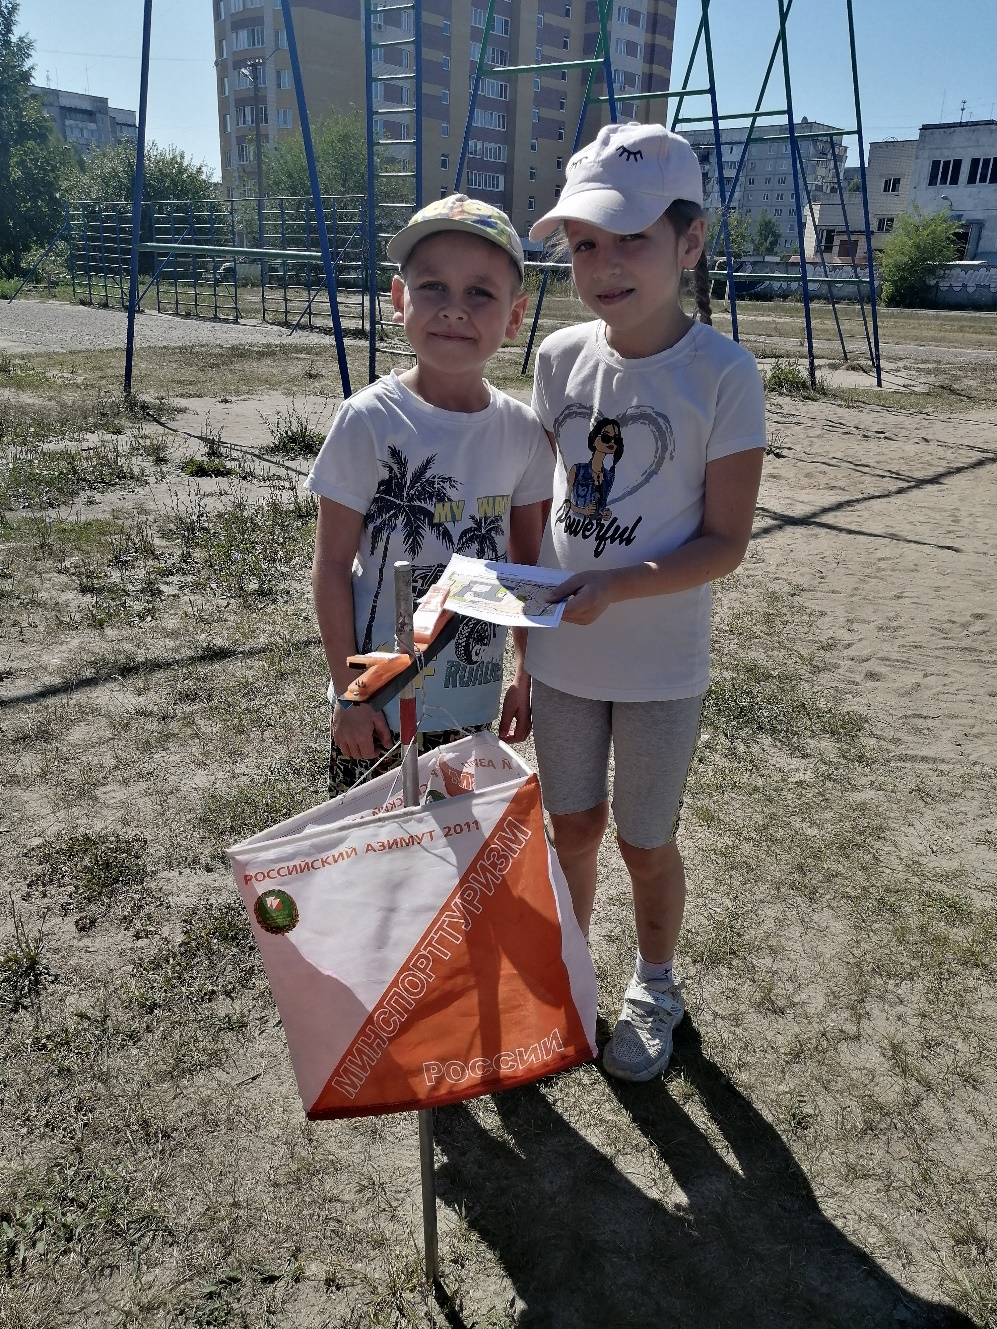 MY WAY
Powerful
РОССИЙСКИЙ АЗИМУТ 2011
МИНСПОРТТУРИЗМ
РОССИИ